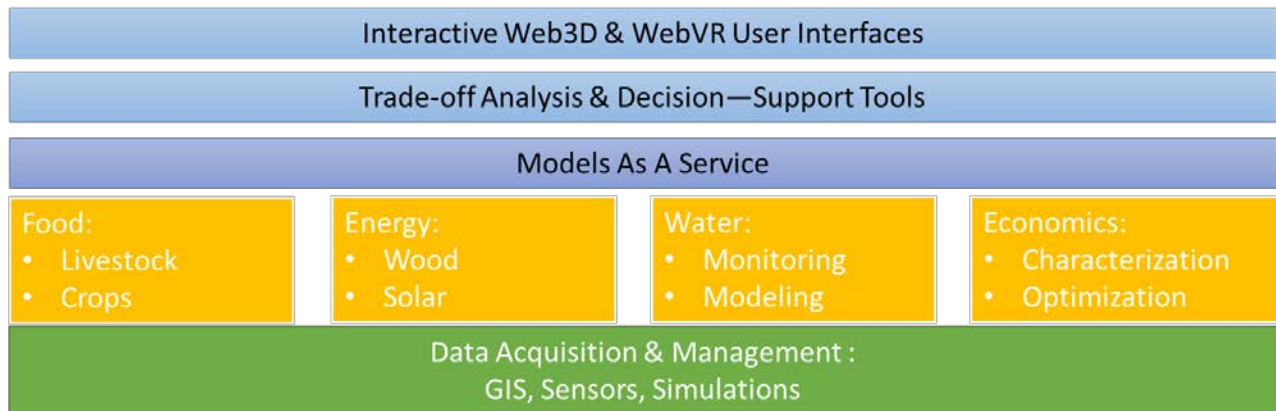 Interactive Web3D & WebVR User Interfaces
Trade-off Analysis & Decision—Support Tools
Models As A Service
Food:
• Livestock
• Crops
Energy:
• Wood
• Solar
Water:
• Monitoring
• Modeling
Economics:
• Characterization
• Optimization
Data Acquisition & Management :
GIS, Sensors, Simulations